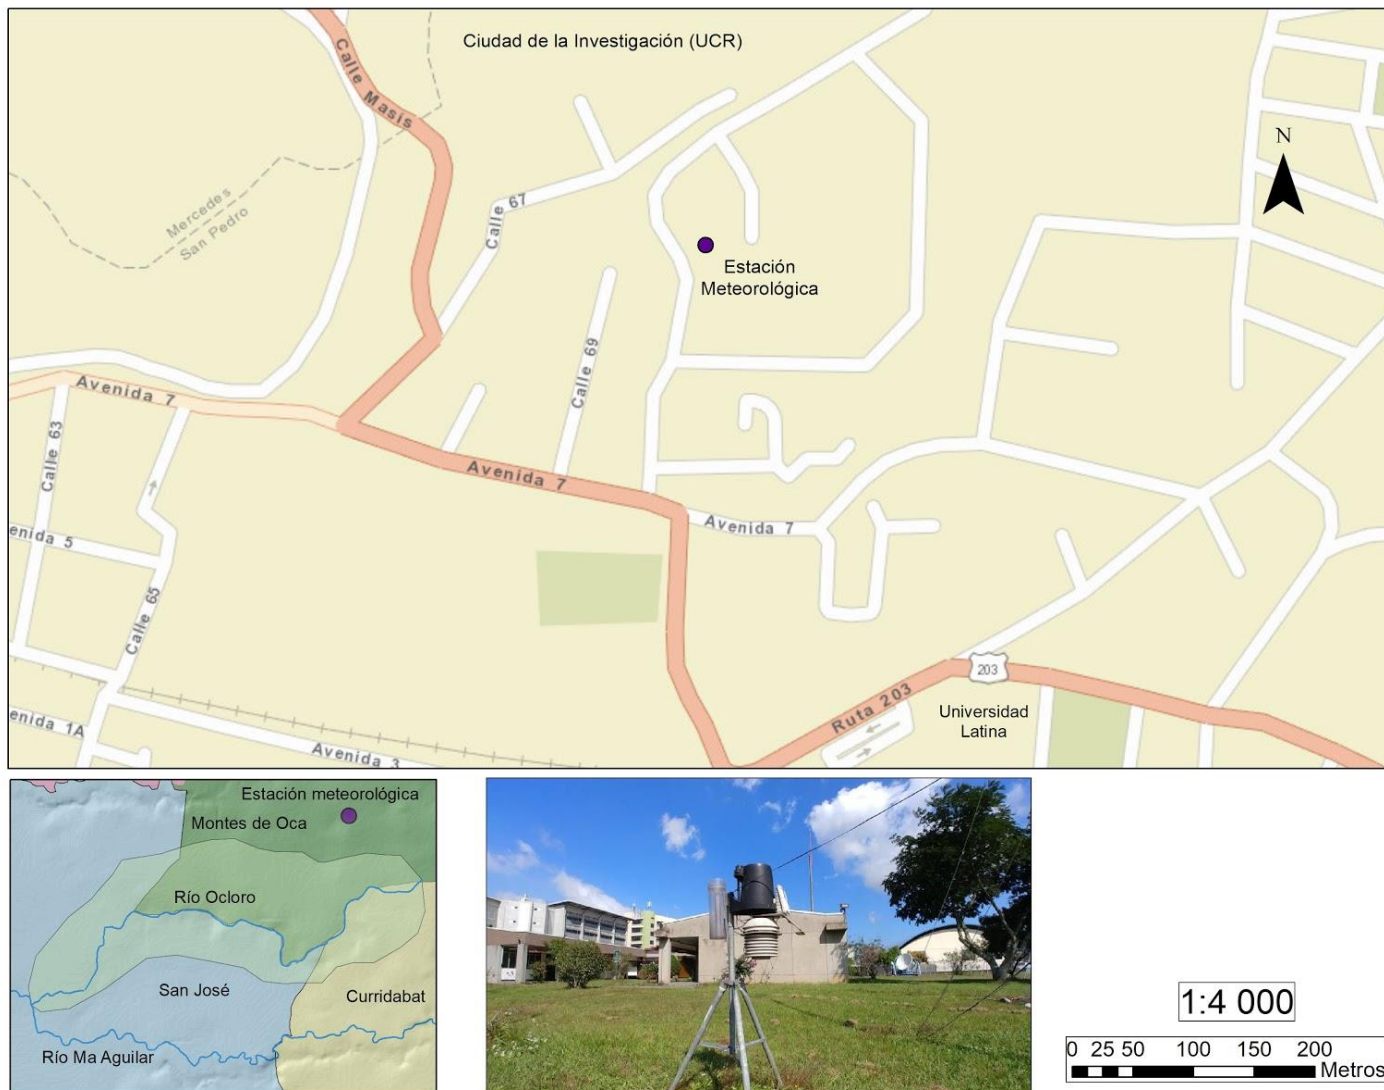 Ciudad de la Investigación (UCR)
Calle Masis
N
Mercedes
San Pedro
Calle 67
Estación
Meteorológica
Calle 69
Avenida 7
Calle 63
Avenida 7
Avenida 7
enida 5
Calle 65
203
Ruta 203
Universidad
Latina
enida 1A
Avenida 3
Estación meteorológica
Montes de Oca
Río Ocloro
San José
Curridabat
Río Ma Aguilar
1:4 000
0 25 50 100 150 200
Metros